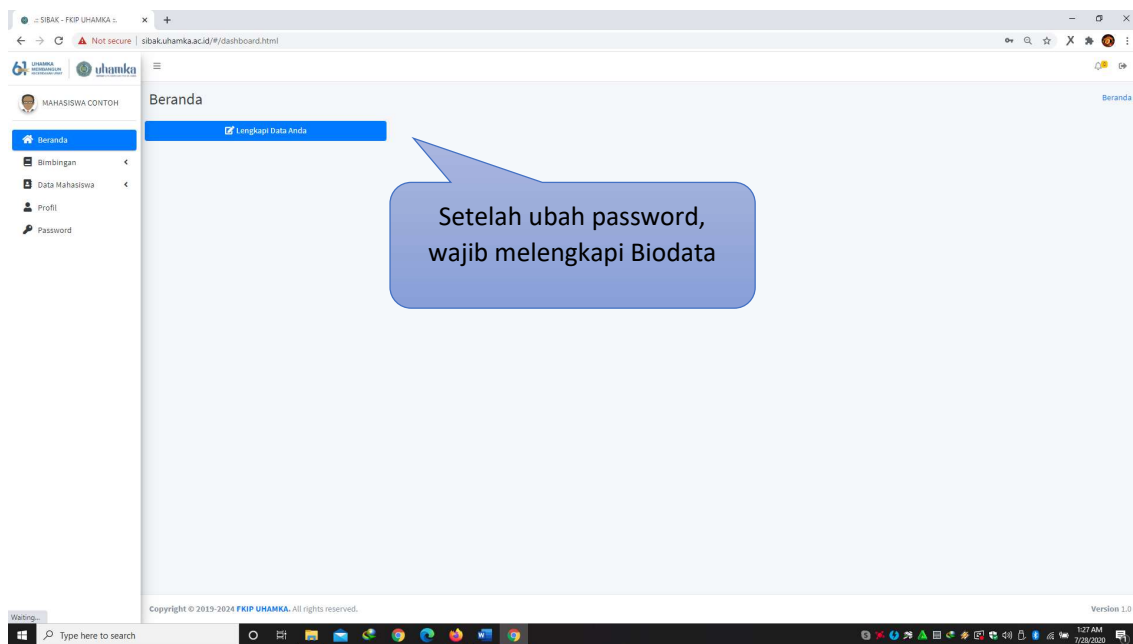 .:: SIBAK - FKIP UHAMKA ::.
Not secure
sibak.uhamka.ac.id/#/dashboard.html
61 UHAMKA
uhamka
MAHASISWA CONTOH
Beranda
Beranda
Beranda
Lengkapi Data Anda
Bimbingan
Data Mahasiswa
Profil
Password
Setelah ubah password,
wajib melengkapi Biodata
Copyright © 2019-2024 FKIP UHAMKA. All rights reserved.
Version 1.0
Waiting...
Type here to search
1:27 AM
7/28/2020